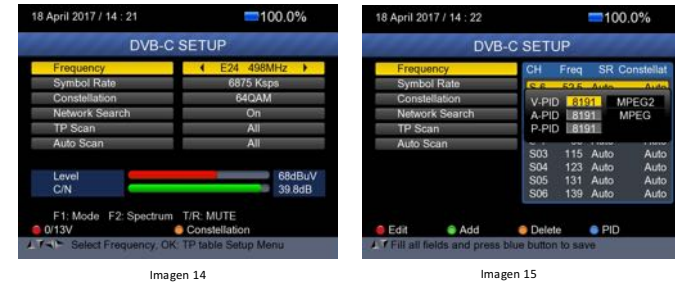 18 April 2017 / 14 : 21 100.0%
DVB-C SETUP
Frequency E24 498MHz
Symbol Rate 6875 Ksps
Constellation 64QAM
Network Search On
TP Scan All
Auto Scan All
Level 68dBuV
C/N 39.8dB
F1: Mode F2: Spectrum T/R: MUTE
0/13V Constellation
Select Frequency, OK: TP table Setup Menu
Imagen 14
18 April 2017 / 14 : 22 100.0%
DVB-C SETUP
Frequency
Symbol Rate
Constellation
Network Search
TP Scan
Auto Scan
CH Freq SR Constellat
S-6 52.5 Auto Auto
V-PID 8191 MPEG2
A-PID 8191 MPEG
P-PID 8191
S03 115 Auto Auto
S04 123 Auto Auto
S05 131 Auto Auto
S06 139 Auto Auto
Edit Add Delete PID
Fill all fields and press blue button to save
Imagen 15